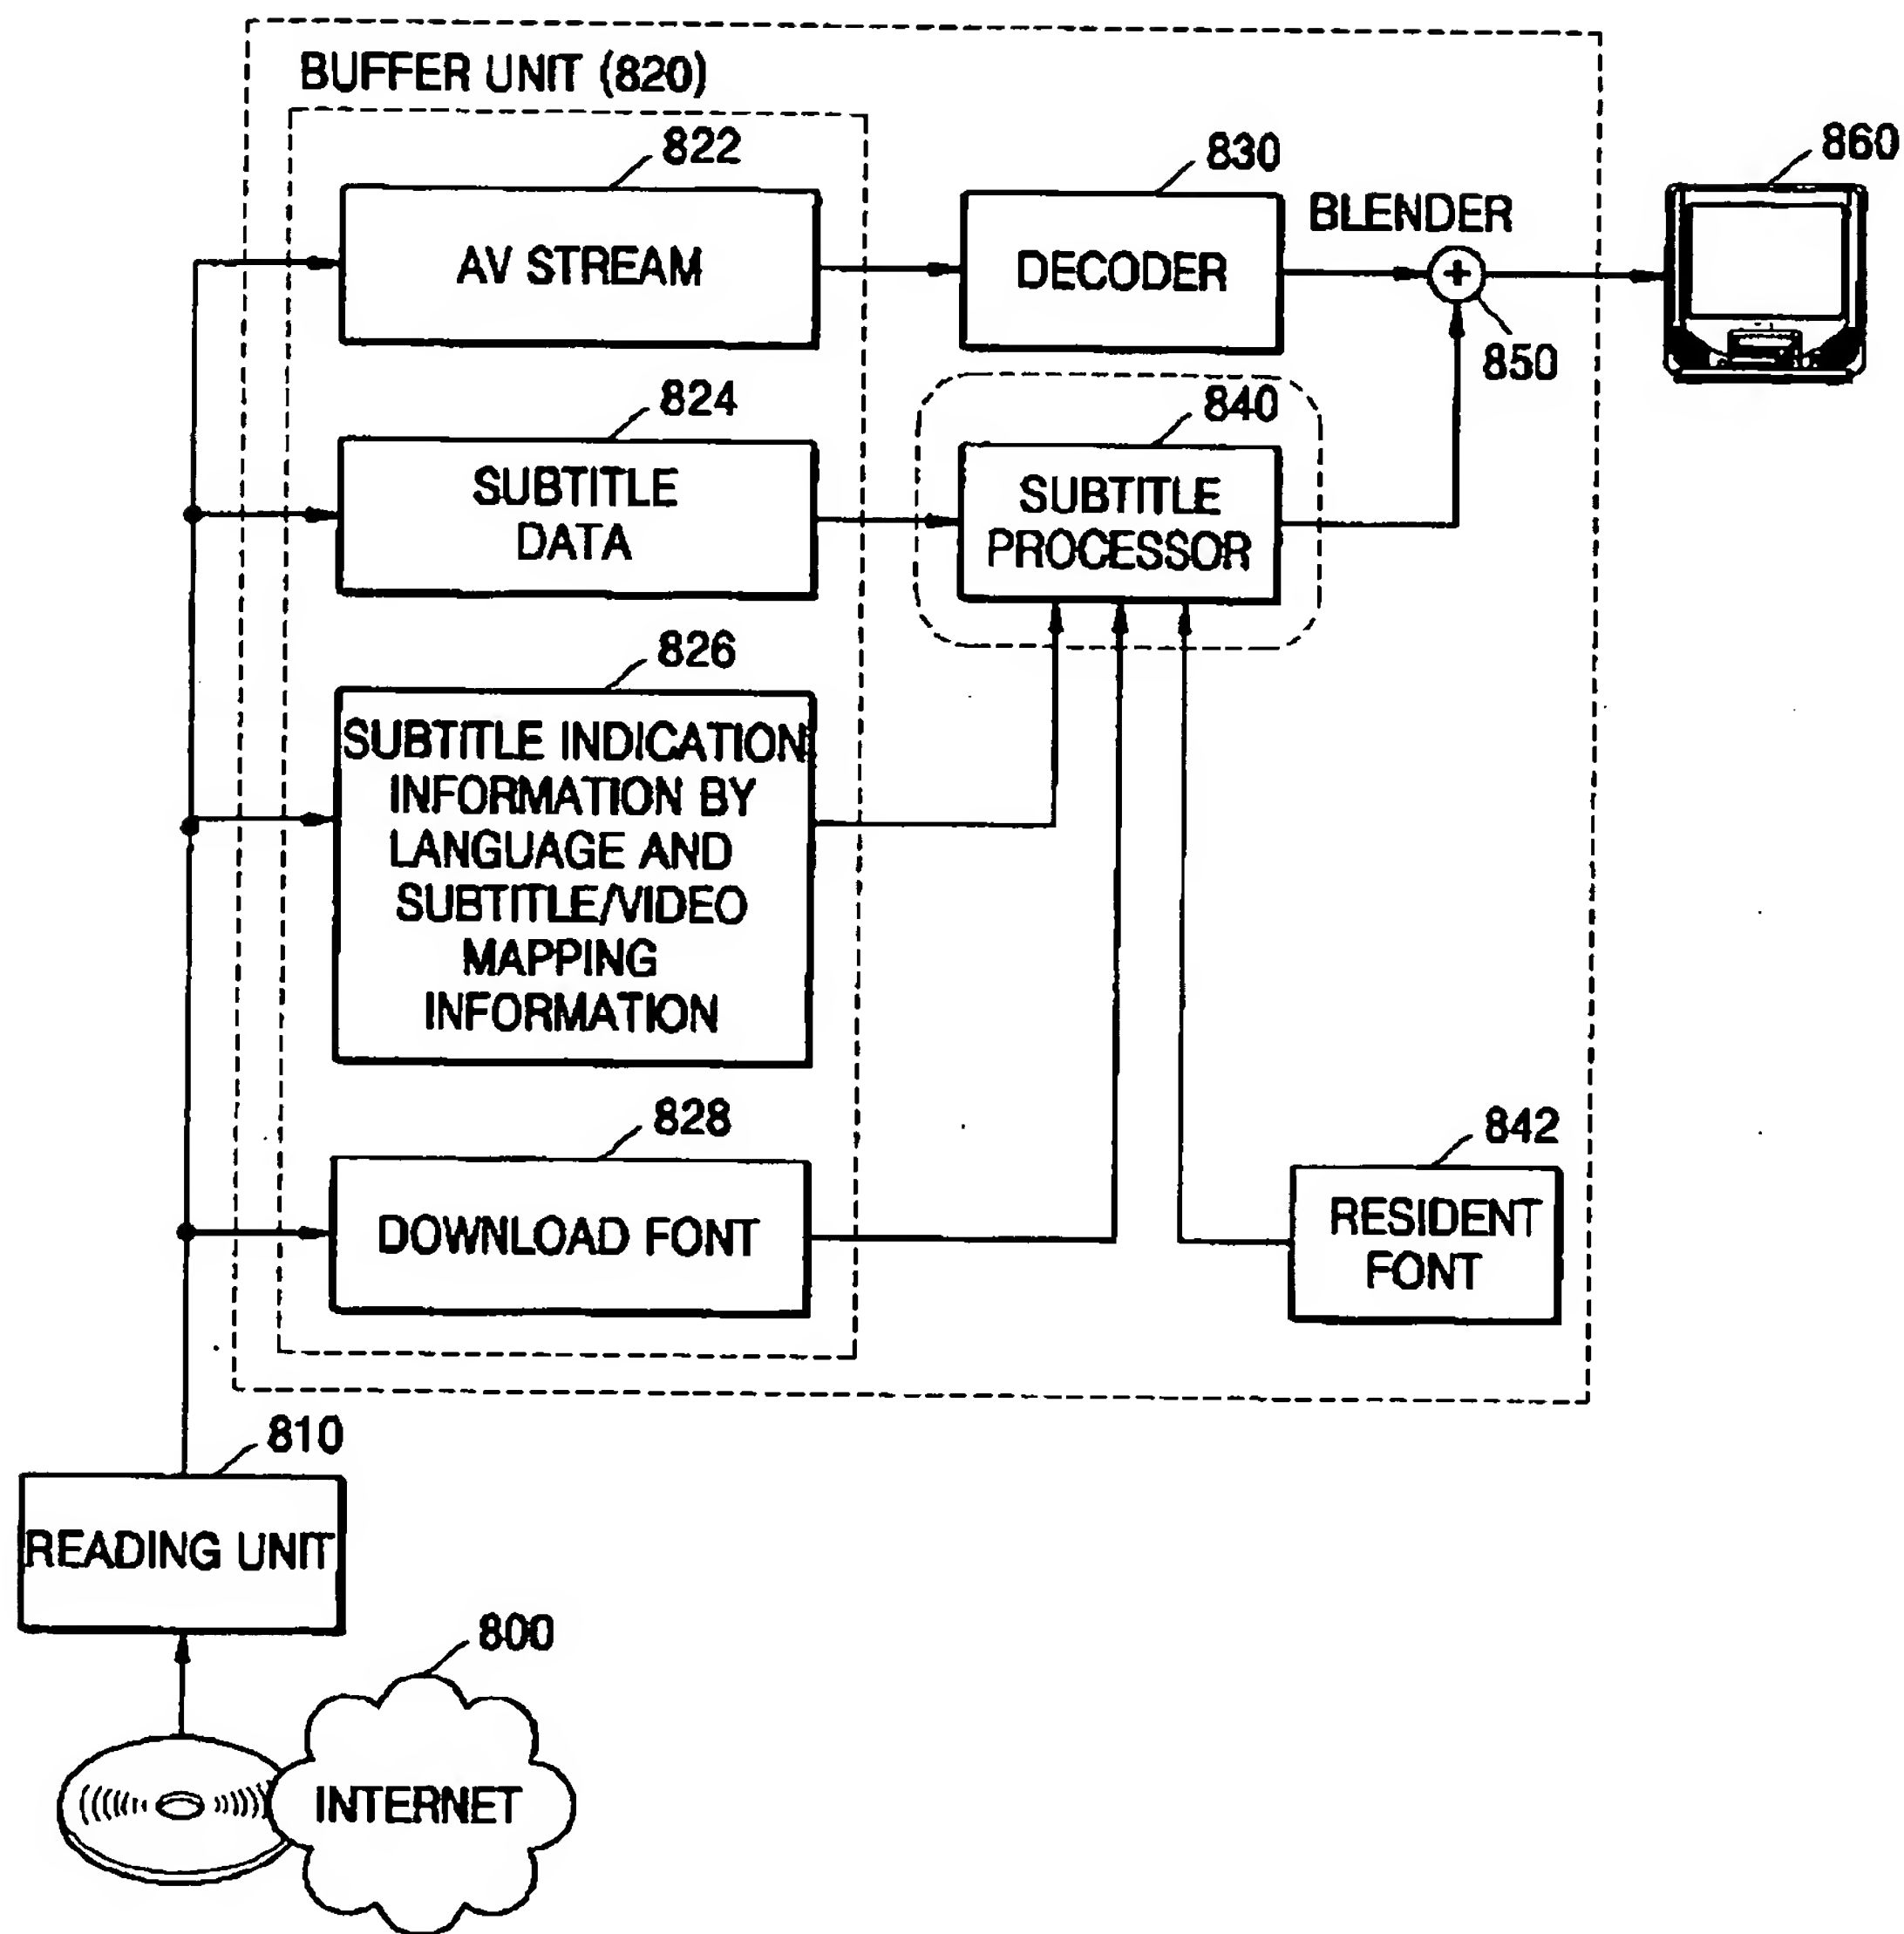 BUFFER UNIT (820)
822
AV STREAM
830
DECODER
BLENDER
850
860
824
SUBTITLE
DATA
840
SUBTITLE
PROCESSOR
826
SUBTITLE INDICATION
INFORMATION BY
LANGUAGE AND
SUBTITLE/VIDEO
MAPPING
INFORMATION
828
DOWNLOAD FONT
842
RESIDENT
FONT
810
READING UNIT
800
INTERNET